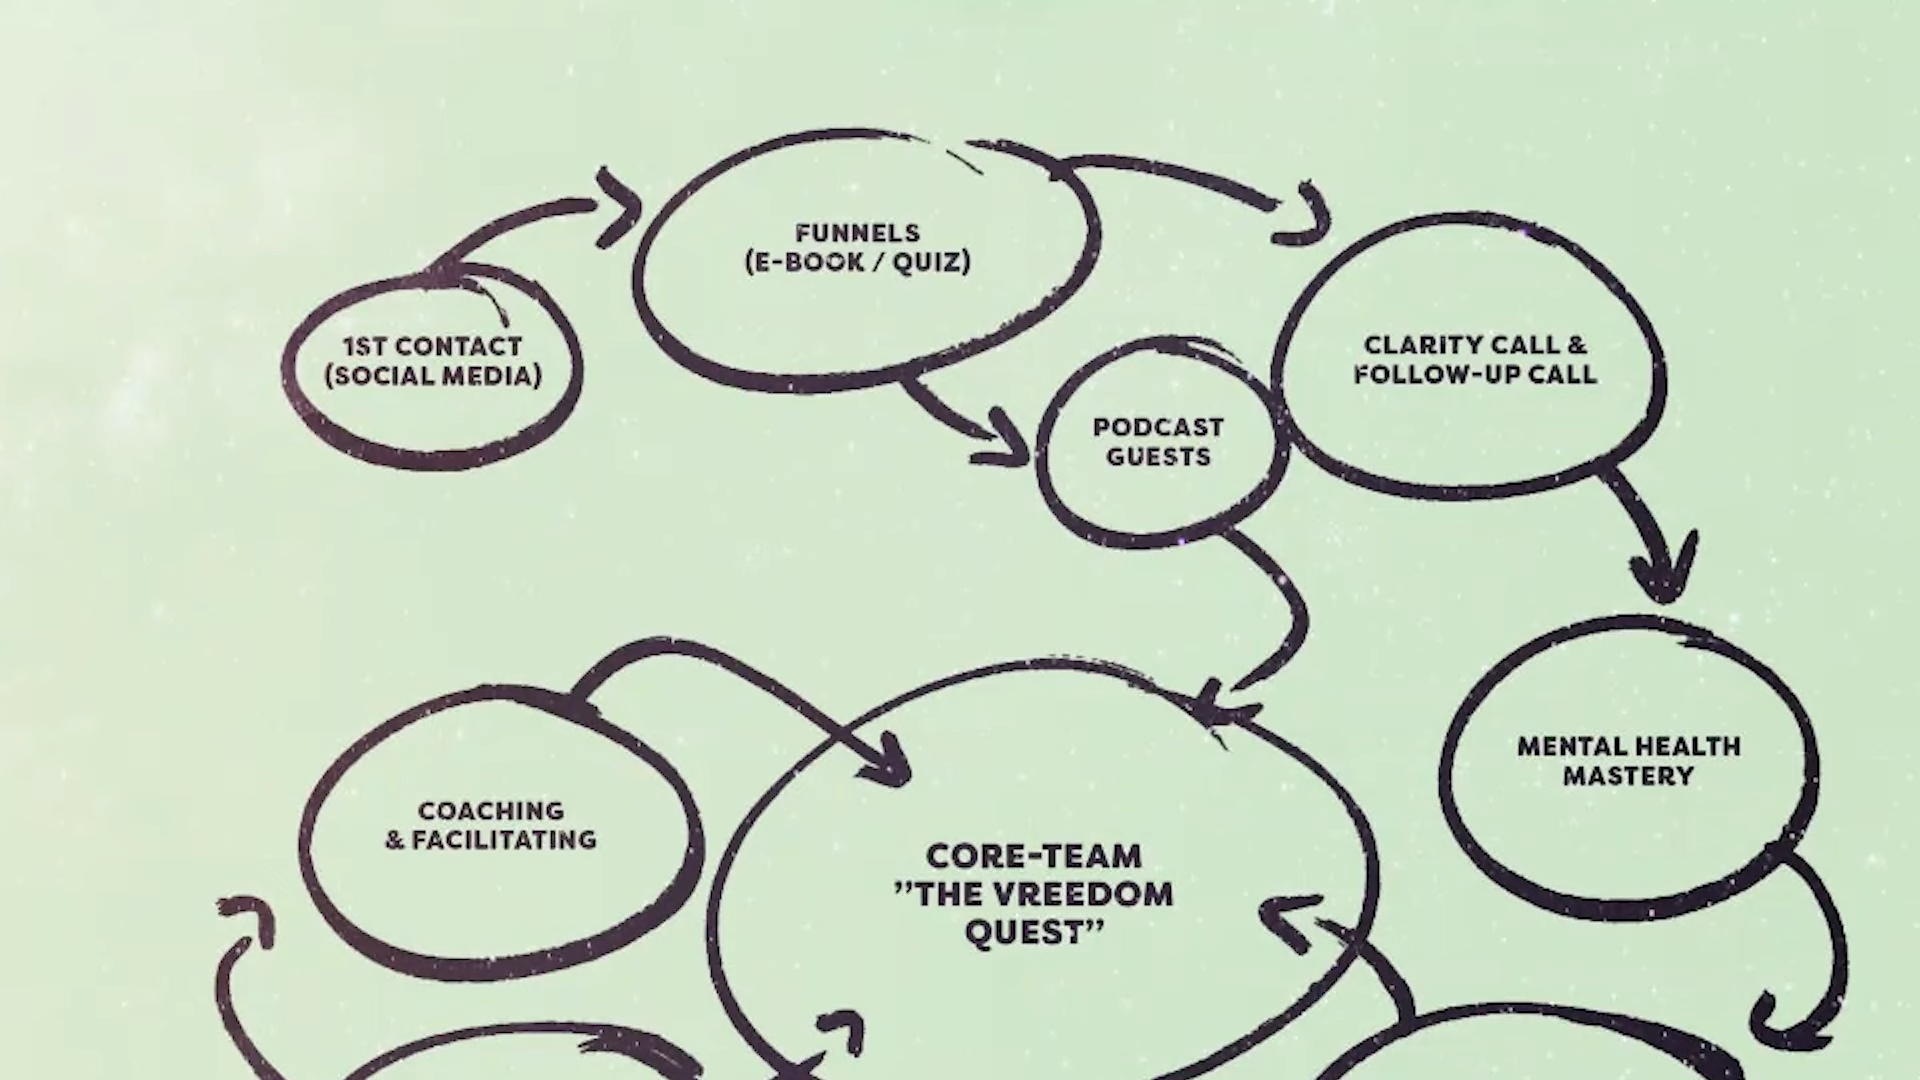 FUNNELS
(E-BOOK / QUIZ)
1ST CONTACT
(SOCIAL MEDIA)
CLARITY CALL &
FOLLOW-UP CALL
PODCAST
GUESTS
MENTAL HEALTH
MASTERY
COACHING
& FACILITATING
CORE-TEAM
”THE VREEDOM
QUEST”